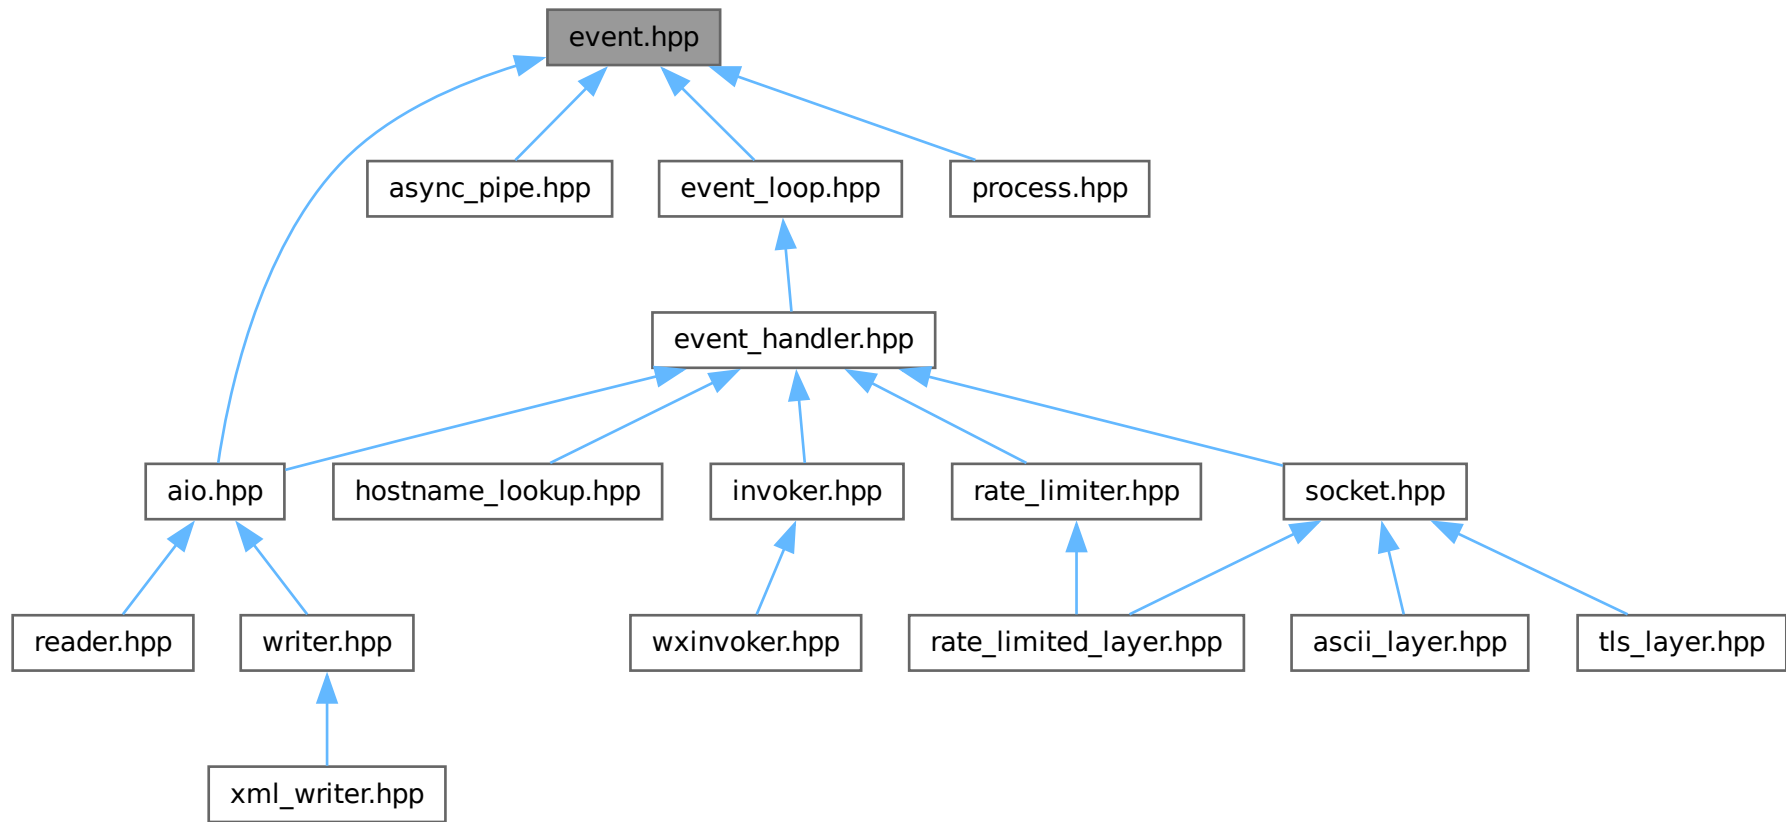 event.hpp
async_pipe.hpp
event_loop.hpp
process.hpp
event_handler.hpp
aio.hpp
hostname_lookup.hpp
invoker.hpp
rate_limiter.hpp
socket.hpp
reader.hpp
writer.hpp
wxinvoker.hpp
rate_limited_layer.hpp
ascii_layer.hpp
tls_layer.hpp
xml_writer.hpp